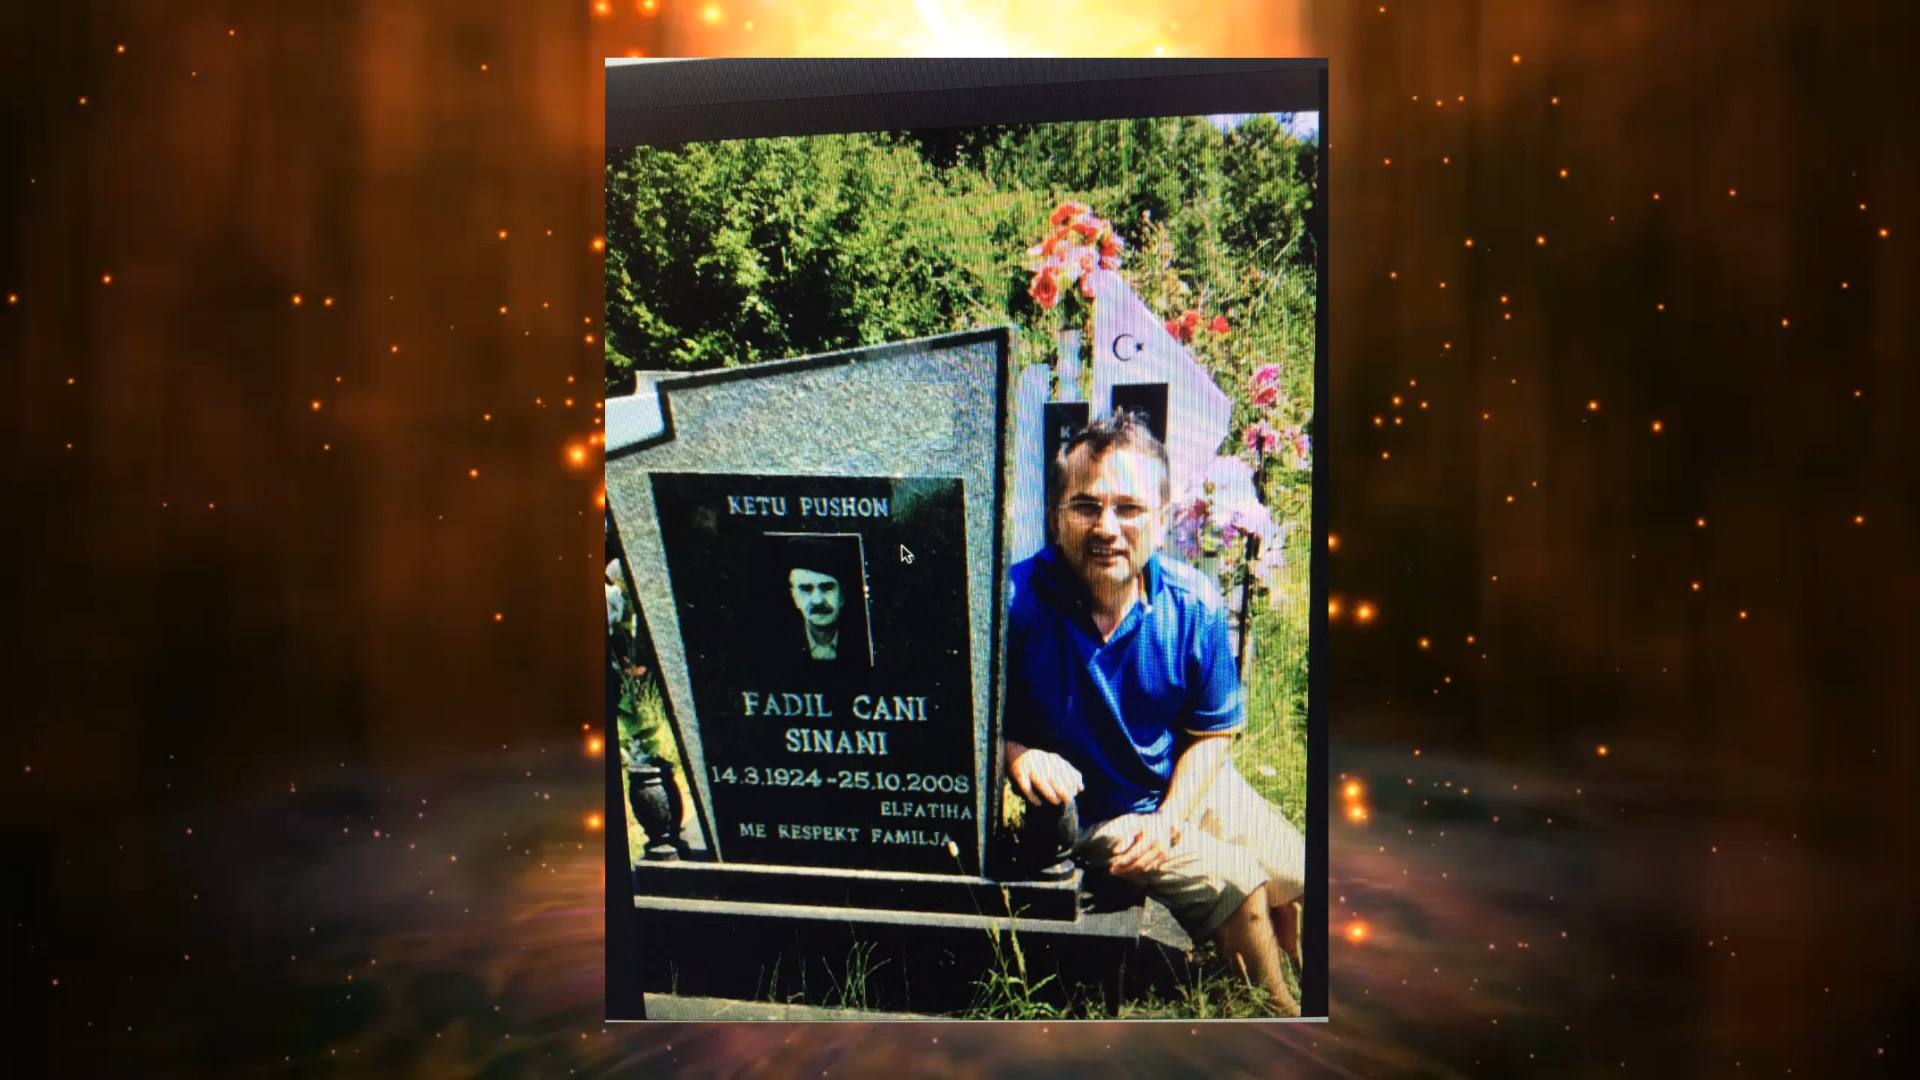 KETU PUSHON
FADIL CANI
SINANI
14.3.1924-25.10.2008
ELFATIHA
ME RESPEKT FAMILJA